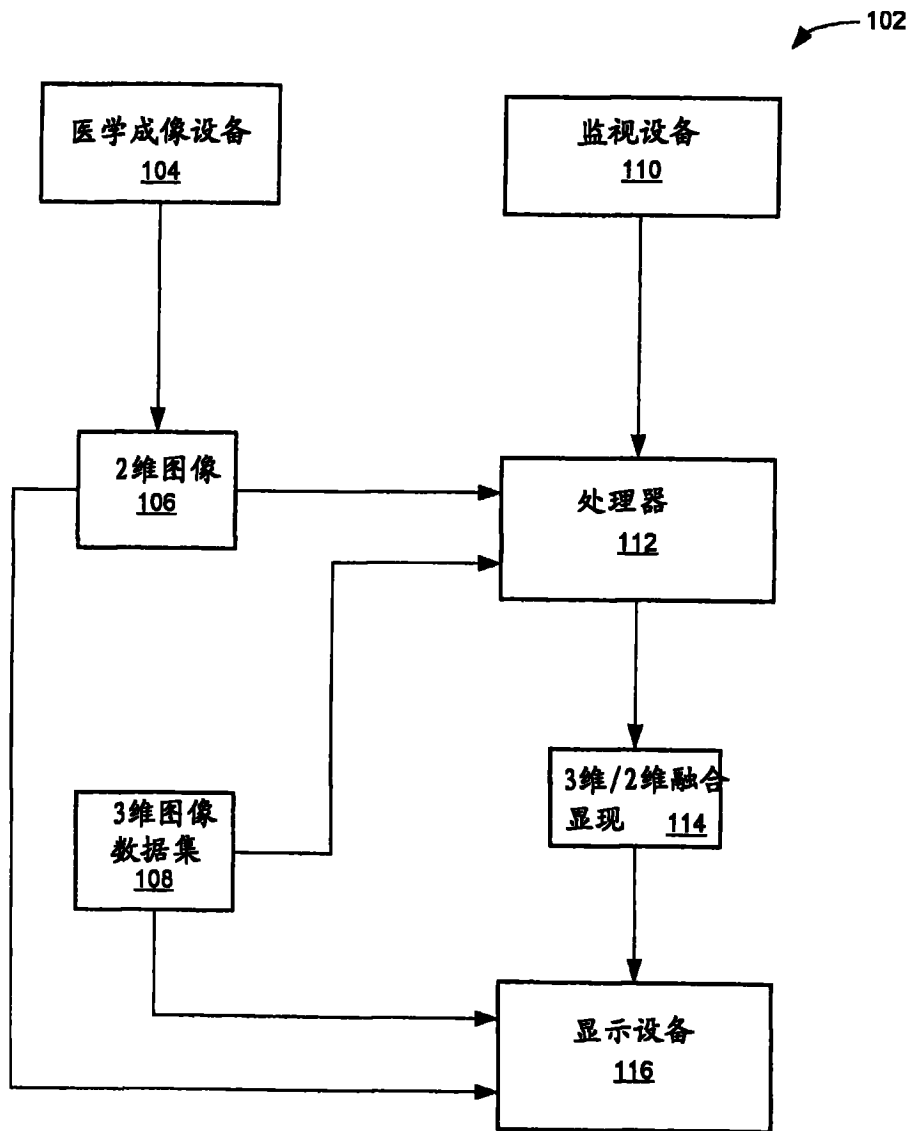 102
医学成像设备
104
监视设备
110
2维图像
106
处理器
112
3维图像
数据集
108
3维/2维融合
显现 114
显示设备
116